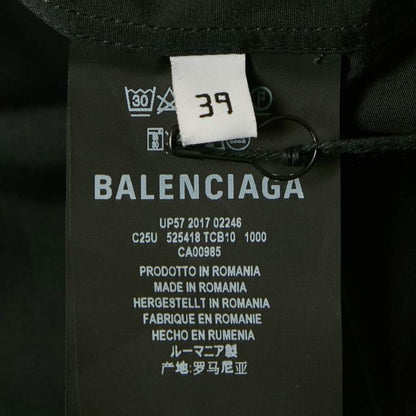 39
30
BALENCIAGA
UP57 2017 02246
C25U 525418 TCB10 1000
CA00985
PRODOTTO IN ROMANIA
MADE IN ROMANIA
HERGESTELLT IN ROMANIA
FABRIQUE EN ROMANIE
HECHO EN RUMENIA
ルーマニア製
产地:罗马尼亚